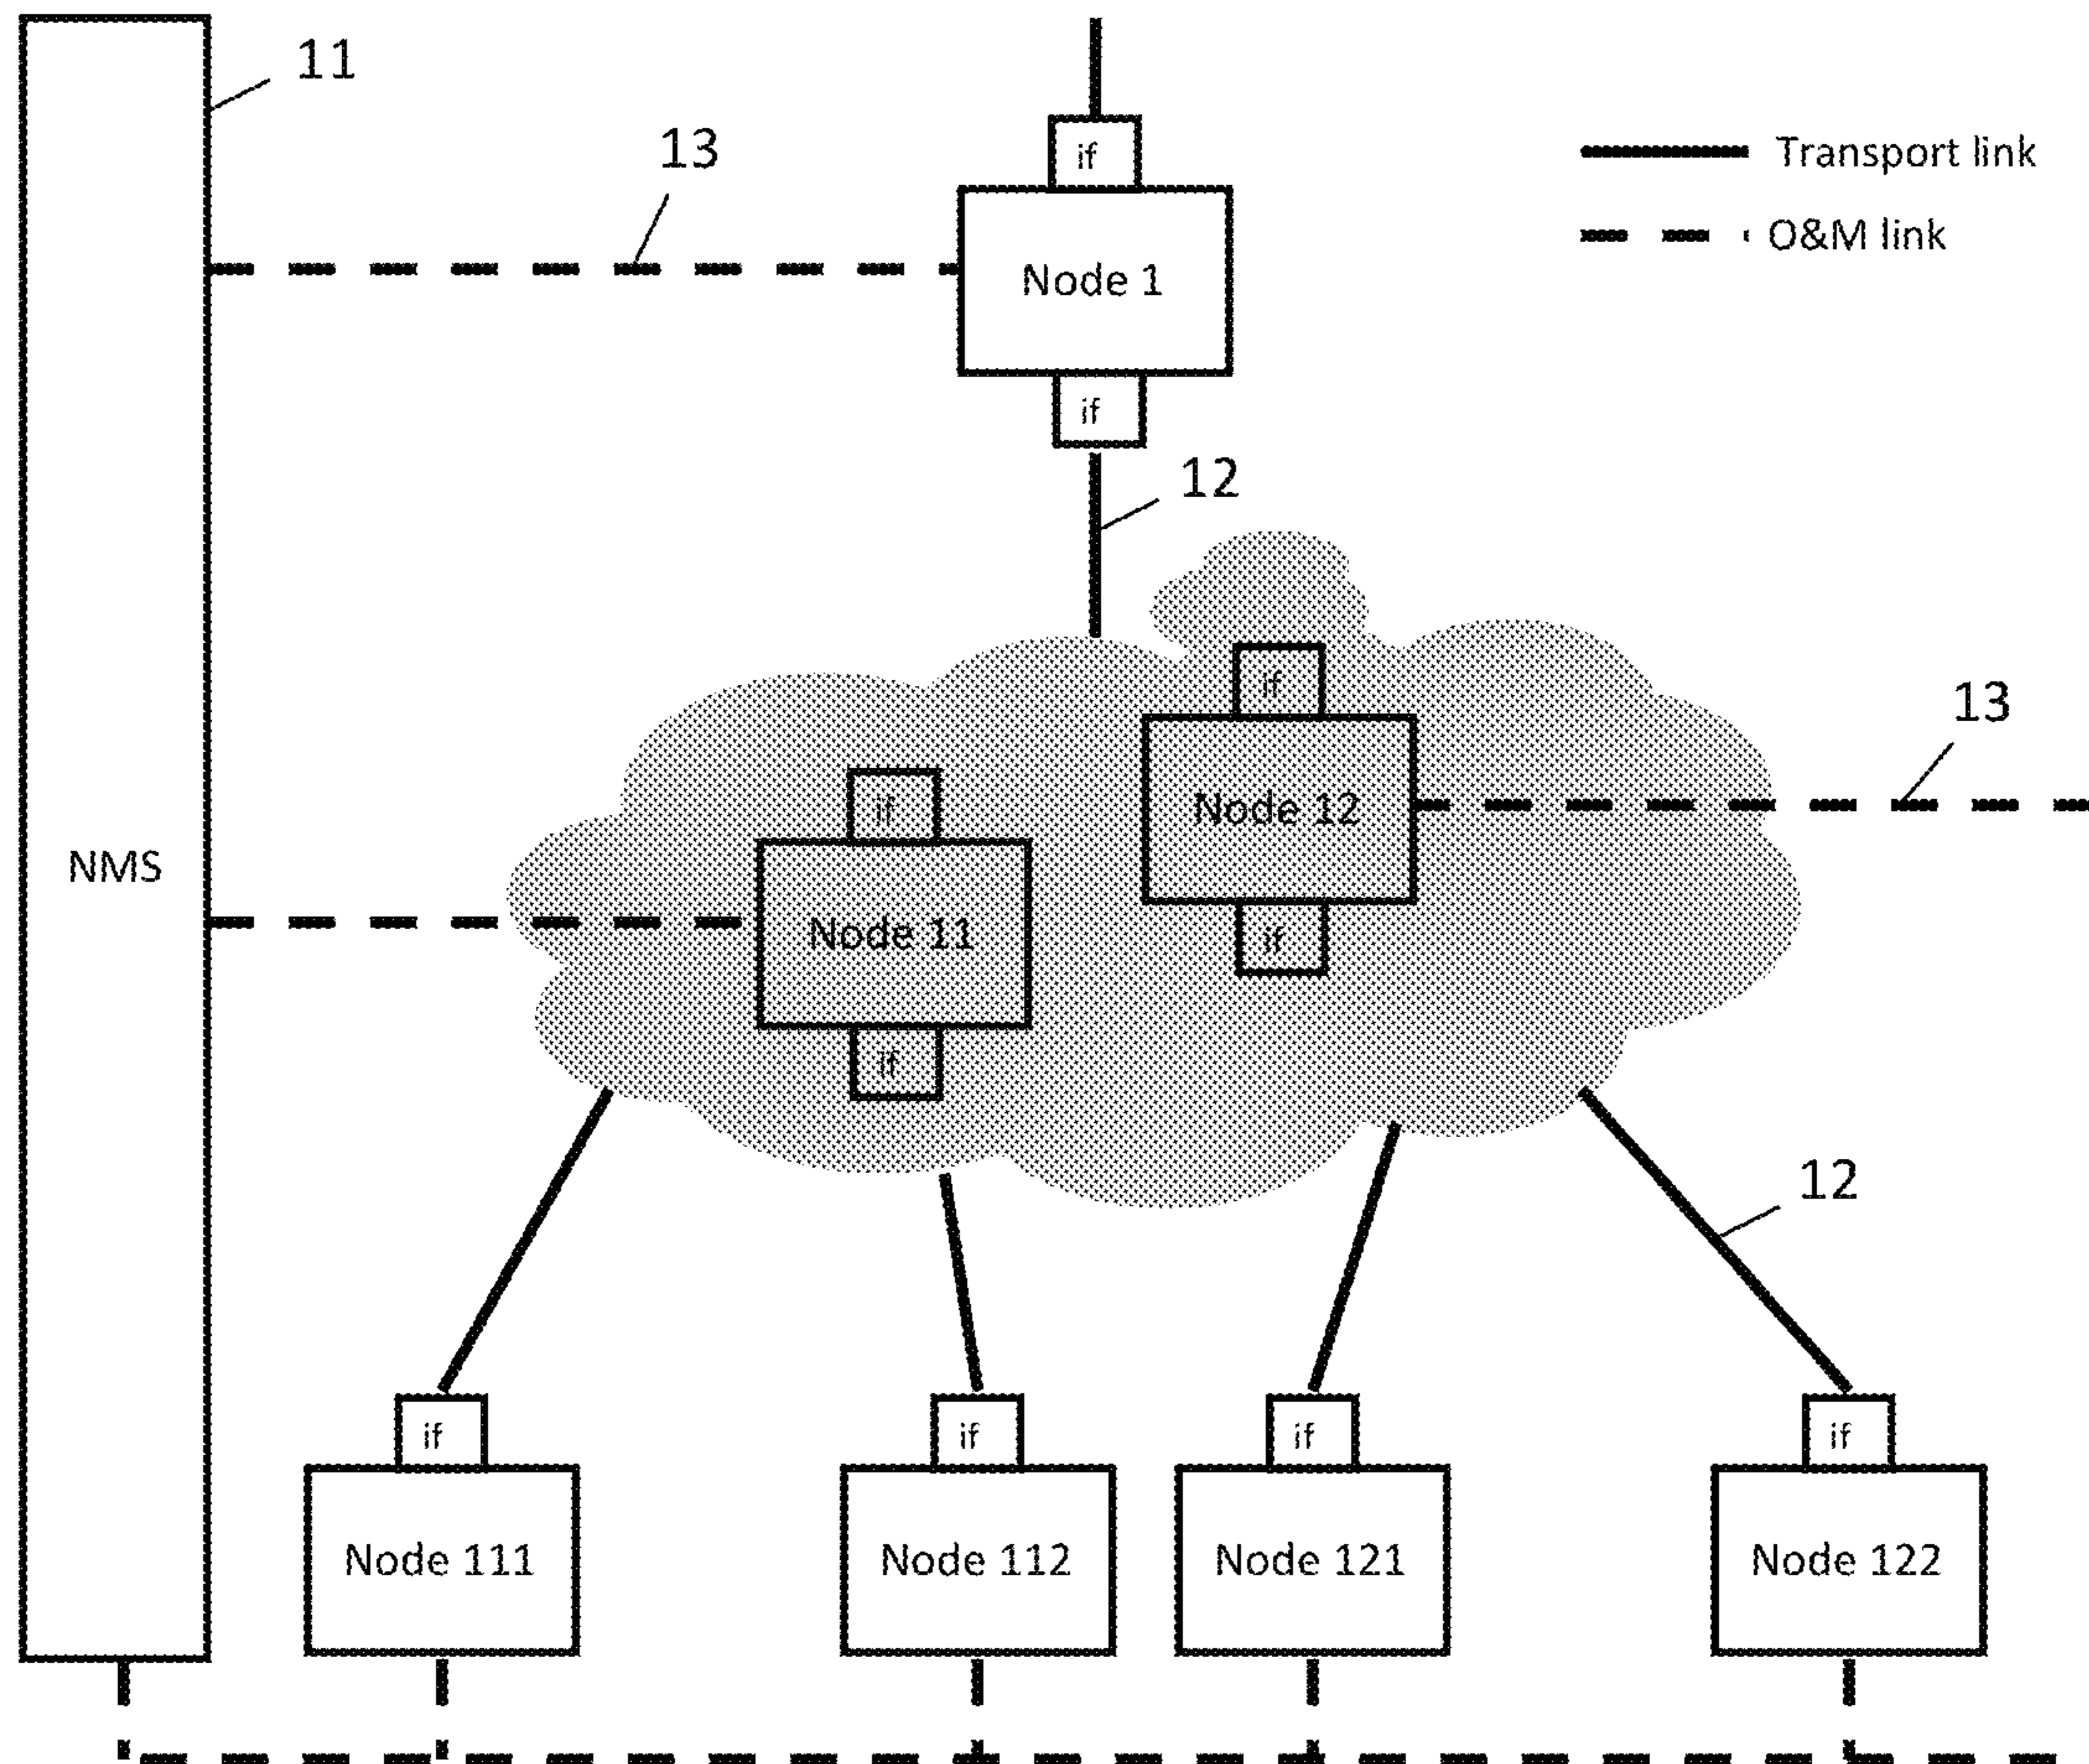 11
13
if
Transport link
O&M link
Node 1
if
12
if
13
if
Node 12
NMS
Node 11
if
if
12
if
if
if
if
Node 111
Node 112
Node 121
Node 122